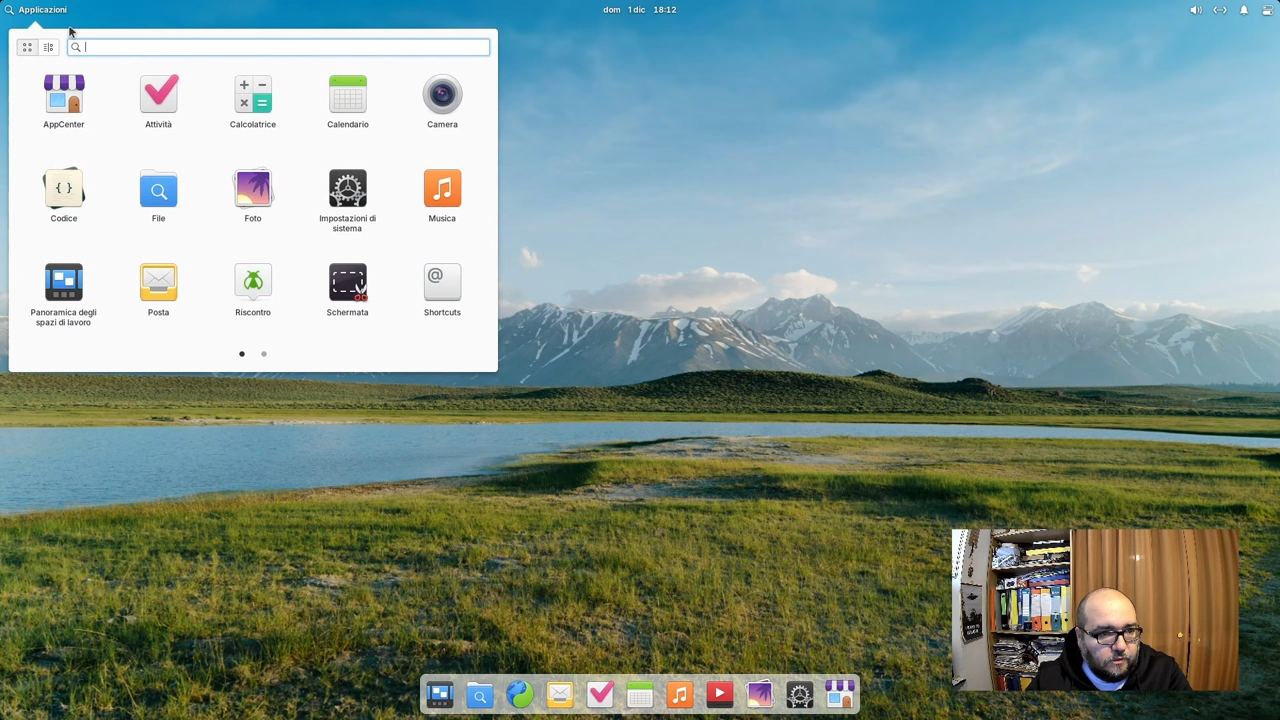 Applicazioni
dom 1 dic 18:12
AppCenter
Attività
Calcolatrice
Calendario
Camera
Codice
File
Foto
Impostazioni di
sistema
Musica
Panoramica degli
spazi di lavoro
Posta
Riscontro
Schermata
Shortcuts